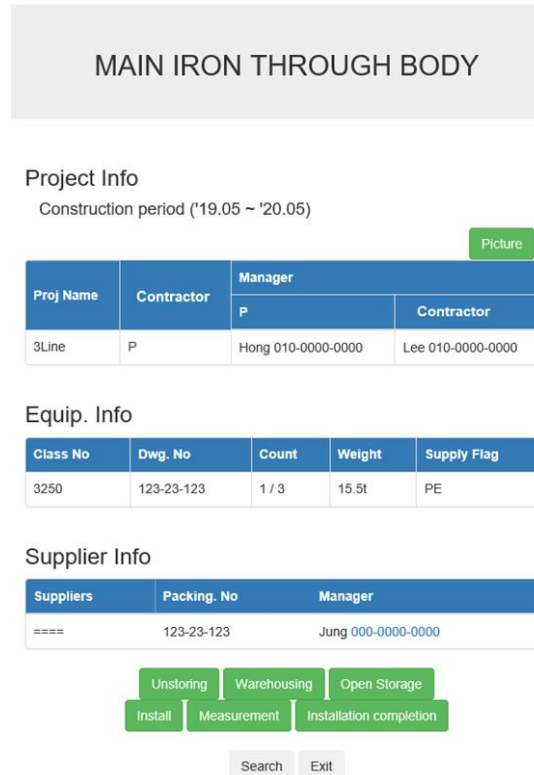 MAIN IRON THROUGH BODY
Project Info
Construction period ('19.05 ~ '20.05)
Picture
Proj Name Contractor Manager
P Contractor
3Line P Hong 010-0000-0000 Lee 010-0000-0000
Equip. Info
Class No Dwg. No Count Weight Supply Flag
3250 123-23-123 1 / 3 15.5t PE
Supplier Info
Suppliers Packing. No Manager
==== 123-23-123 Jung 000-0000-0000
Unstoring Warehousing Open Storage
Install Measurement Installation completion
Search Exit